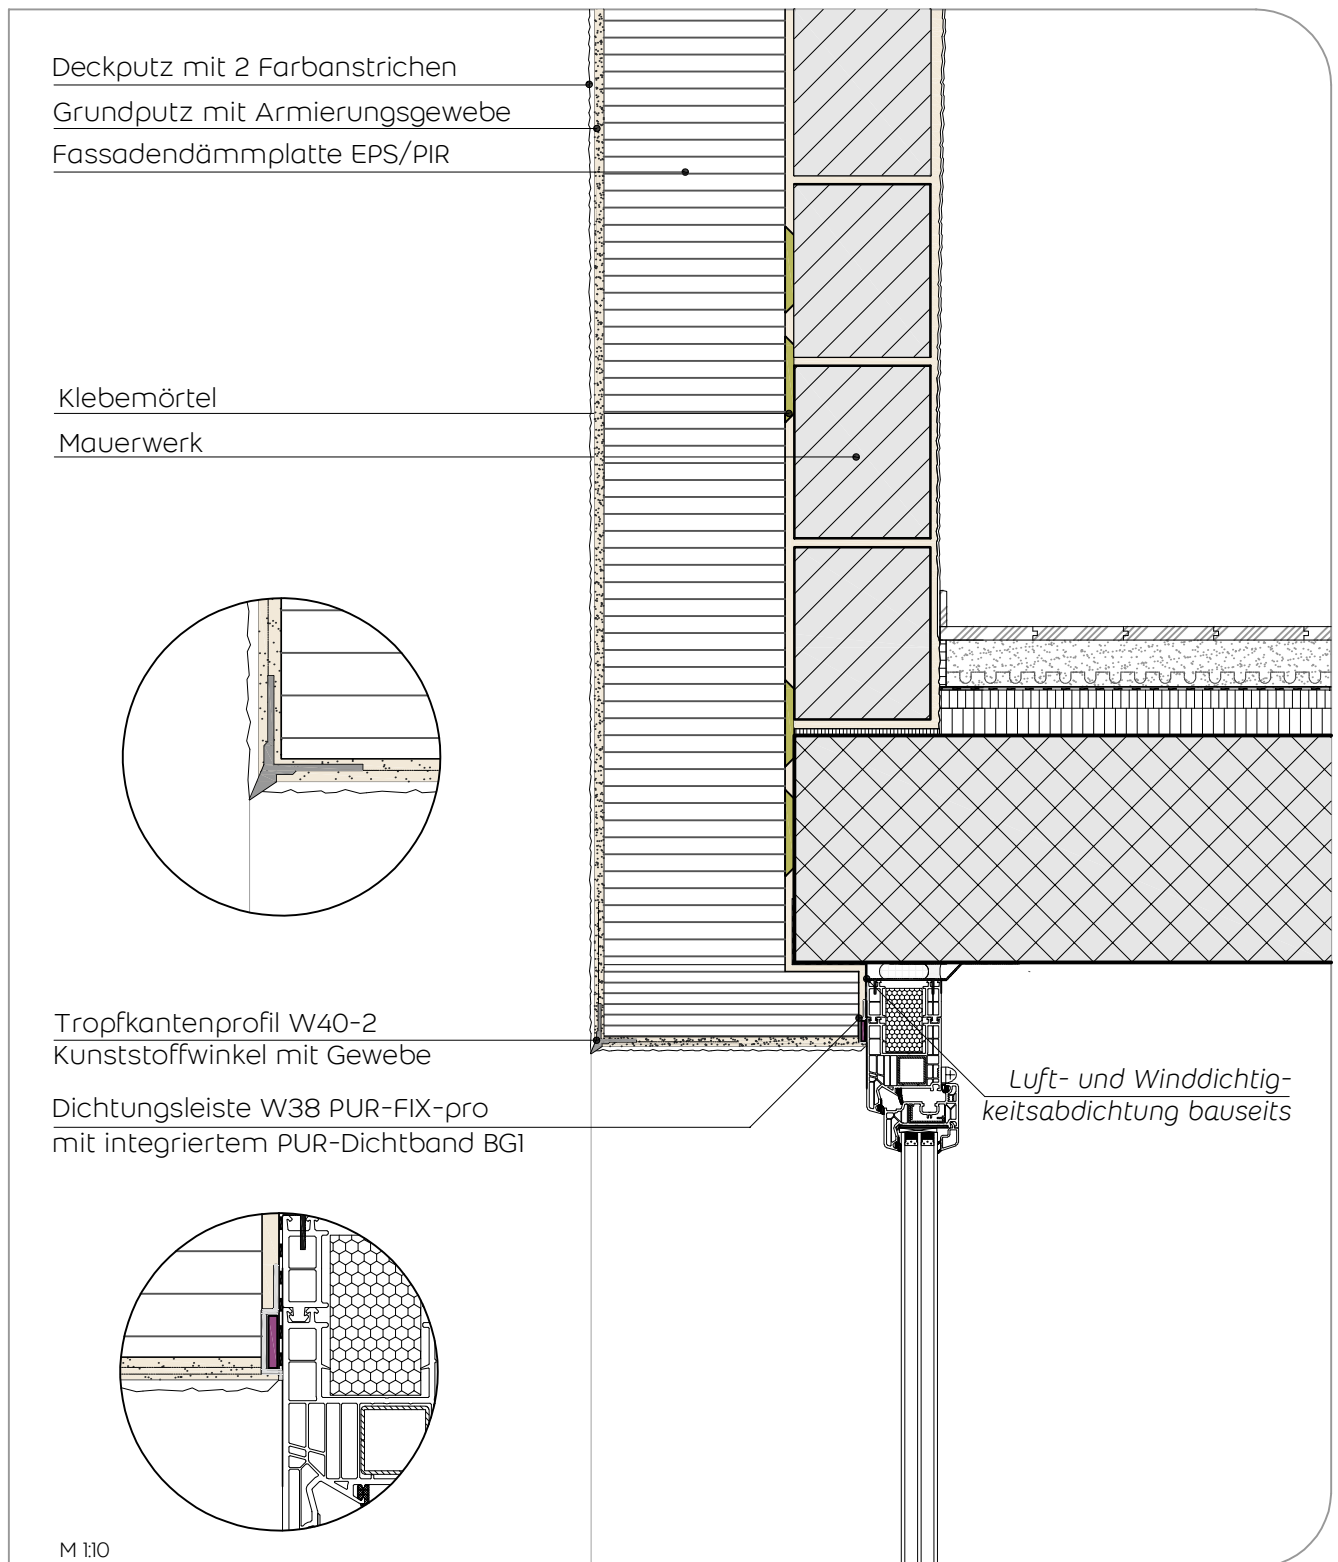 Deckputz mit 2 Farbanstrichen
Grundputz mit Armierungsgewebe
Fassadendämmplatte EPS/PIR
Klebemörtel
Mauerwerk
Tropfkantenprofil W40-2
Kunststoffwinkel mit Gewebe
Dichtungsleiste W38 PUR-FIX-pro
mit integriertem PUR-Dichtband BG1
Luft- und Winddichtig-
keitsabdichtung bauseits
M 1:10